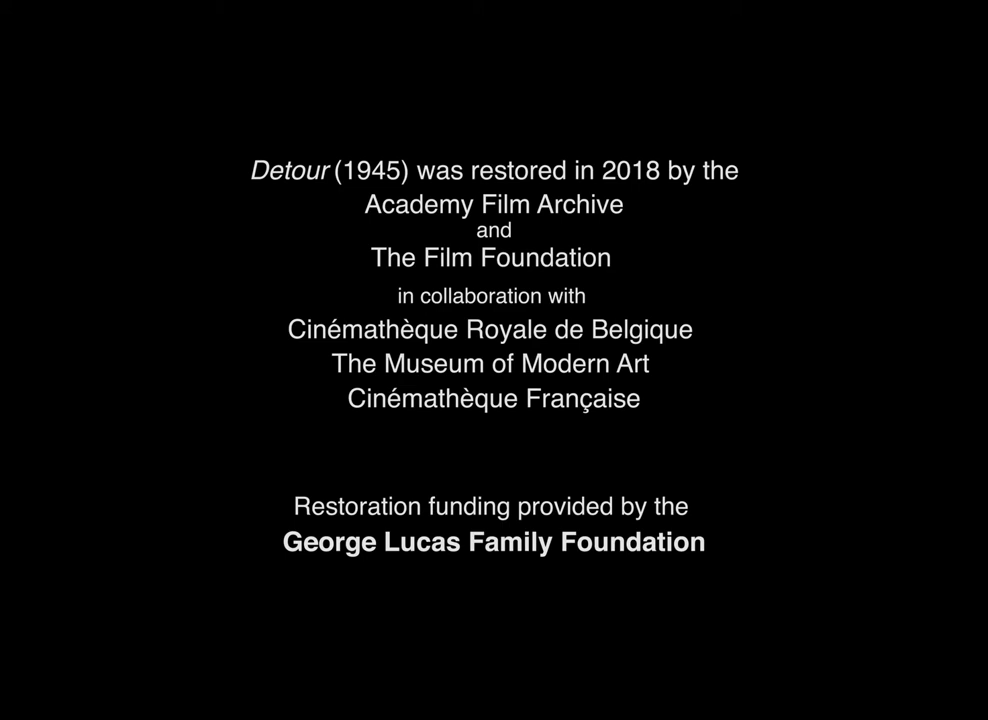 Detour (1945) was restored in 2018 by the
Academy Film Archive
and
The Film Foundation
in collaboration with
Cinémathèque Royale de Belgique
The Museum of Modern Art
Cinémathèque Française
Restoration funding provided by the
George Lucas Family Foundation